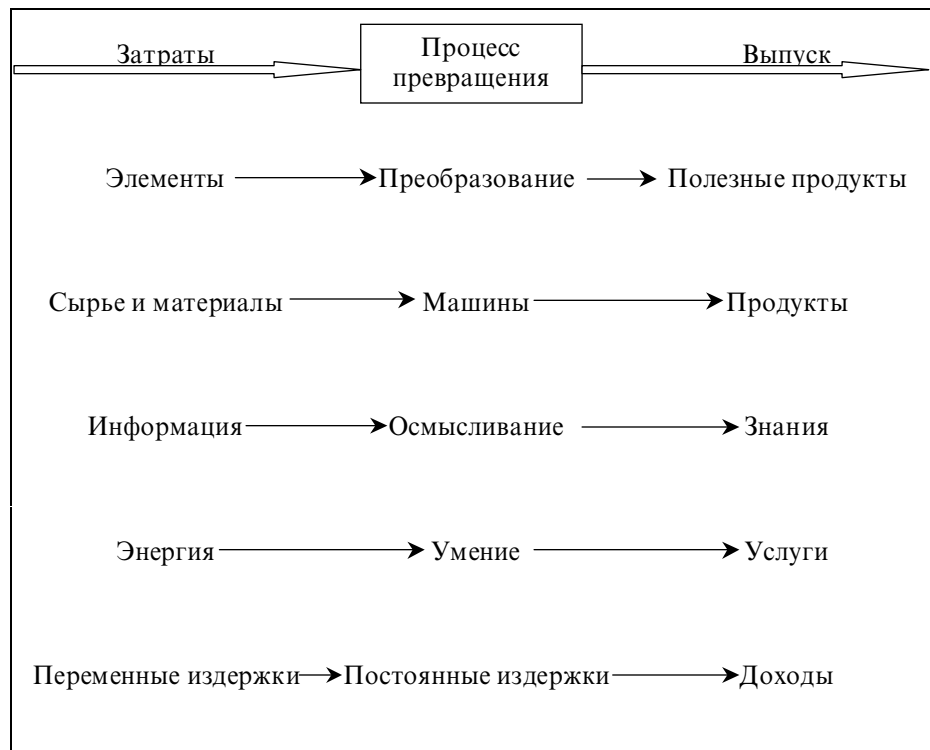 Затраты
Процесс
превращения
Выпуск
Элементы Преобразование Полезные продукты
Сырье и материалы Машины Продукты
Информация Осмысливание Знания
Энергия Умение Услуги
Переменные издержки Постоянные издержки Доходы